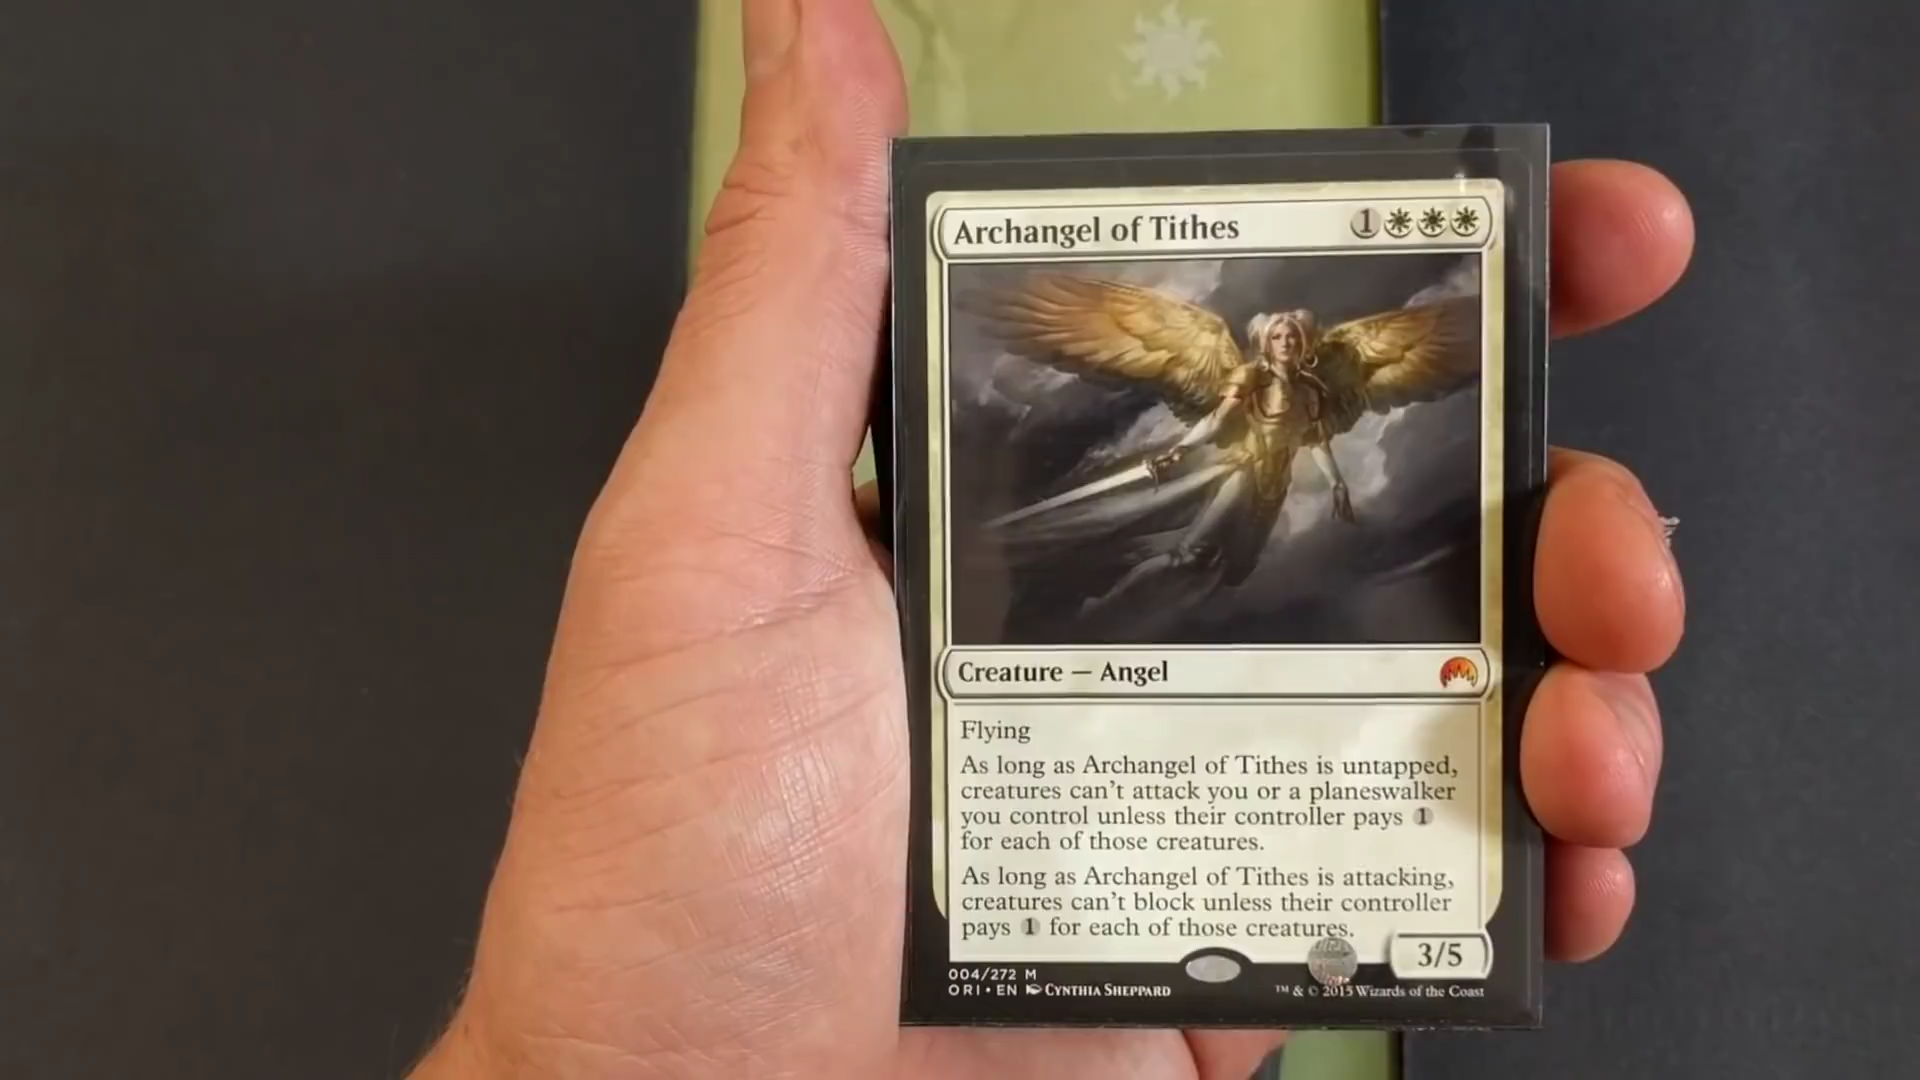 Archangel of Tithes 1
Creature — Angel
Flying
As long as Archangel of Tithes is untapped,
creatures can't attack you or a planeswalker
you control unless their controller pays 1
for each of those creatures.
As long as Archangel of Tithes is attacking,
creatures can't block unless their controller
pays 1 for each of those creatures.
3/5
004/272 M
ORI • EN CYNTHIA SHEPPARD
™ & © 2015 Wizards of the Coast